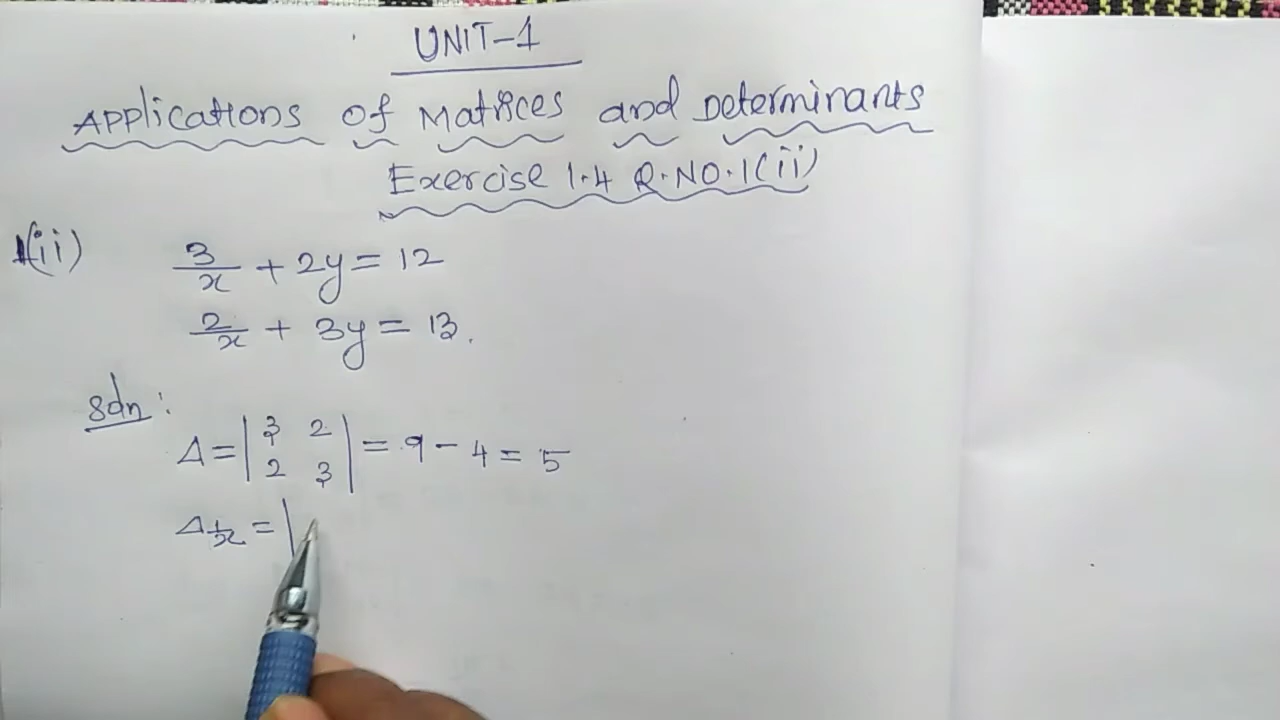 UNIT-1
Applications of Matrices and Determinants
Exercise 1.4 Q.NO.1(ii)
1(ii) 3/x + 2y = 12
2/x + 3y = 13.
Soln:
Δ = | 3 2 | = 9 - 4 = 5
| 2 3 |
Δ1/x = |